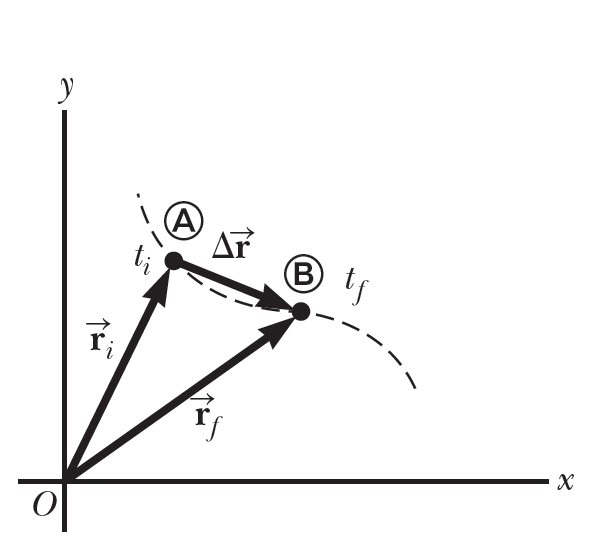 y
A
t_i
Δr⃗
B
t_f
r⃗_i
r⃗_f
x
O